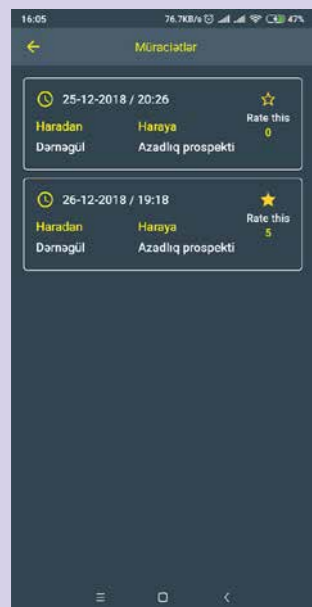 16:05 76.7KB/s 47%
Müraciətlər
25-12-2018 / 20:26
Haradan Haraya Rate this
Dərnəgül Azadlıq prospekti 0
26-12-2018 / 19:18
Haradan Haraya Rate this
Dərnəgül Azadlıq prospekti 5